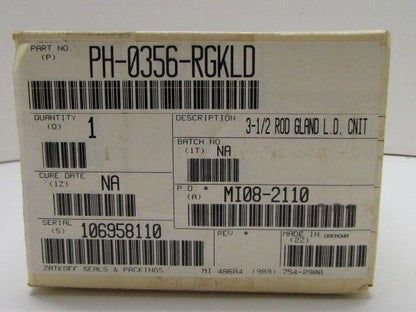 PART NO
(P)
PH-0356-RGKLD
QUANTITY
(Q)
1
DESCRIPTION
3-1/2 ROD GLAND L.D. CNIT
BATCH NO
(1T)
NA
CURE DATE
(1Z)
NA
P O *
(A)
MI08-2110
SERIAL
(S)
106958110
REV. *
MADE IN UNKNOWN
(2Z)
ZATKOFF SEALS & PACKINGS MI 48604 (989) 754-2900